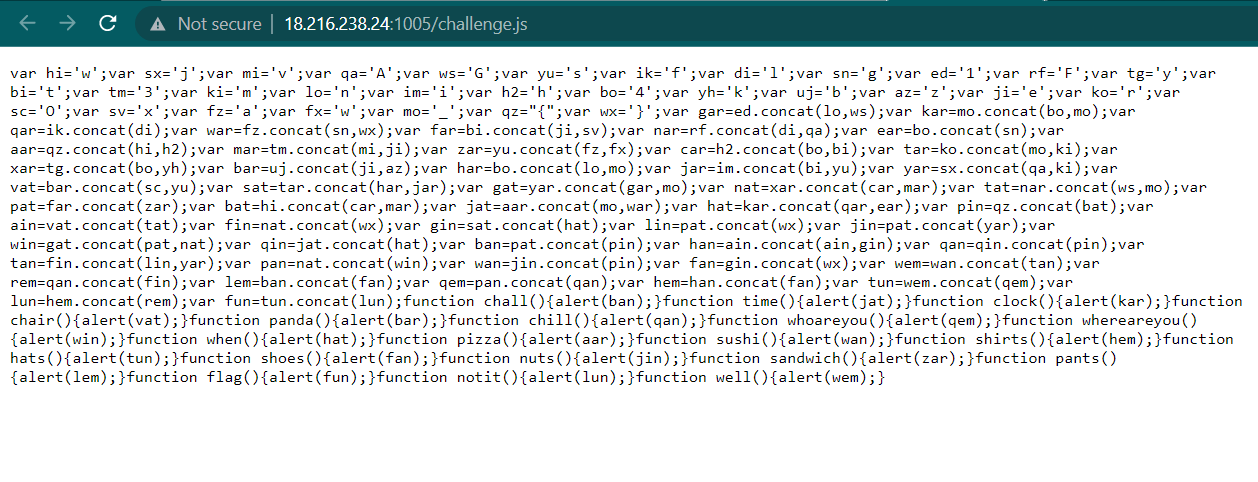 Not secure | 18.216.238.24:1005/challenge.js
var hi='w';var sx='j';var mi='v';var qa='A';var ws='G';var yu='s';var ik='f';var di='l';var sn='g';var ed='1';var rf='F';var tg='y';var
bi='t';var tm='3';var ki='m';var lo='n';var im='i';var h2='h';var bo='4';var yh='k';var uj='b';var az='z';var ji='e';var ko='r';var
sc='O';var sv='x';var fz='a';var fx='w';var mo='_';var qz="{";var wx='}';var gar=ed.concat(lo,ws);var kar=mo.concat(bo,mo);var
qar=ik.concat(di);var war=fz.concat(sn,wx);var far=bi.concat(ji,sv);var nar=rf.concat(di,qa);var ear=bo.concat(sn);var
aar=qz.concat(hi,h2);var mar=tm.concat(mi,ji);var zar=yu.concat(fz,fx);var car=h2.concat(bo,bi);var tar=ko.concat(mo,ki);var
xar=tg.concat(bo,yh);var bar=uj.concat(ji,az);var har=bo.concat(lo,mo);var jar=im.concat(bi,yu);var yar=sx.concat(qa,ki);var
vat=bar.concat(sc,yu);var sat=tar.concat(har,jar);var gat=yar.concat(gar,mo);var nat=xar.concat(car,mar);var tat=nar.concat(ws,mo);var
pat=far.concat(zar);var bat=hi.concat(car,mar);var jat=aar.concat(mo,war);var hat=kar.concat(qar,ear);var pin=qz.concat(bat);var
ain=vat.concat(tat);var fin=nat.concat(wx);var gin=sat.concat(hat);var lin=pat.concat(wx);var jin=pat.concat(yar);var
win=gat.concat(pat,nat);var qin=jat.concat(hat);var ban=pat.concat(pin);var han=ain.concat(ain,gin);var qan=qin.concat(pin);var
tan=fin.concat(lin,yar);var pan=nat.concat(win);var wan=jin.concat(pin);var fan=gin.concat(wx);var wem=wan.concat(tan);var
rem=qan.concat(fin);var lem=ban.concat(fan);var qem=pan.concat(qan);var hem=han.concat(fan);var tun=wem.concat(qem);var
lun=hem.concat(rem);var fun=tun.concat(lun);function chall(){alert(ban);}function time(){alert(jat);}function clock(){alert(kar);}function
chair(){alert(vat);}function panda(){alert(bar);}function chill(){alert(qan);}function whoareyou(){alert(qem);}function whereareyou()
{alert(win);}function when(){alert(hat);}function pizza(){alert(aar);}function sushi(){alert(wan);}function shirts(){alert(hem);}function
hats(){alert(tun);}function shoes(){alert(fan);}function nuts(){alert(jin);}function sandwich(){alert(zar);}function pants()
{alert(lem);}function flag(){alert(fun);}function notit(){alert(lun);}function well(){alert(wem);}